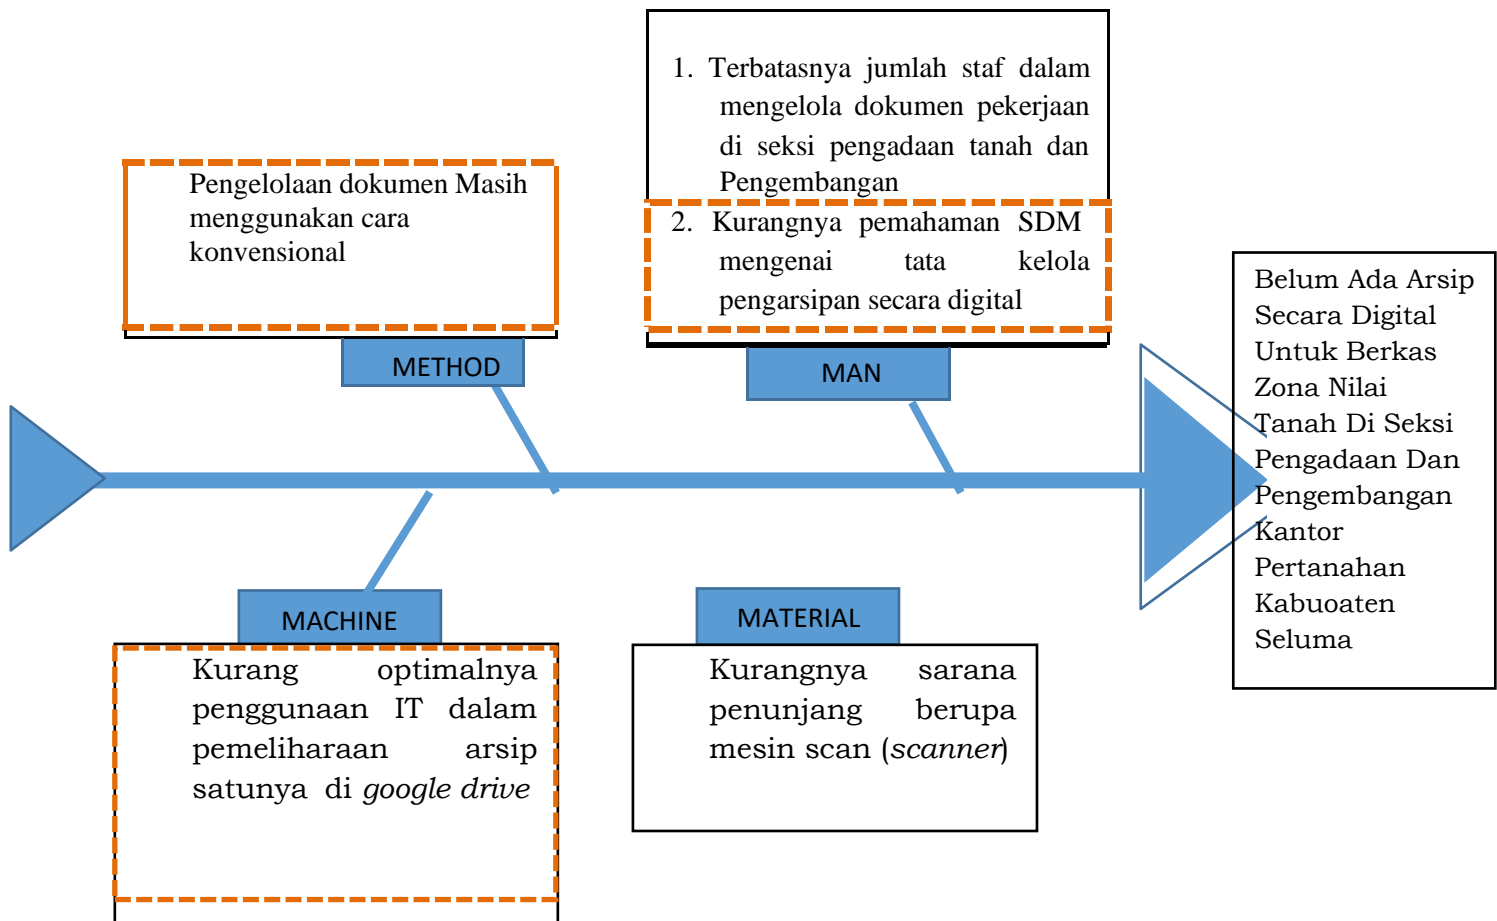 Pengelolaan dokumen Masih
menggunakan cara
konvensional
METHOD
1. Terbatasnya jumlah staf dalam
mengelola dokumen pekerjaan
di seksi pengadaan tanah dan
Pengembangan
2. Kurangnya pemahaman SDM
mengenai tata kelola
pengarsipan secara digital
MAN
Belum Ada Arsip
Secara Digital
Untuk Berkas
Zona Nilai
Tanah Di Seksi
Pengadaan Dan
Pengembangan
Kantor
Pertanahan
Kabuoaten
Seluma
MACHINE
Kurang optimalnya
penggunaan IT dalam
pemeliharaan arsip
satunya di google drive
MATERIAL
Kurangnya sarana
penunjang berupa
mesin scan (scanner)